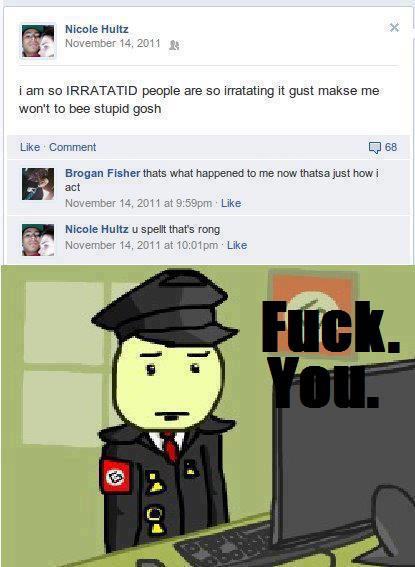 Nicole Hultz
November 14, 2011
i am so IRRATATID people are so irratating it gust makse me
won't to bee stupid gosh
Like · Comment
68
Brogan Fisher thats what happened to me now thatsa just how i
act
November 14, 2011 at 9:59pm · Like
Nicole Hultz u spellt that's rong
November 14, 2011 at 10:01pm · Like
Fuck.
You.